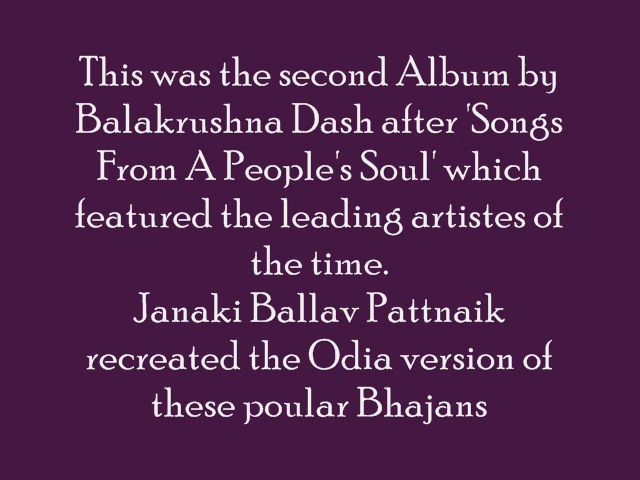 This was the second Album by
Balakrushna Dash after 'Songs
From A People's Soul' which
featured the leading artistes of
the time.
Janaki Ballav Pattnaik
recreated the Odia version of
these poular Bhajans